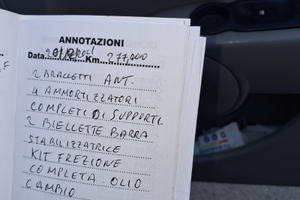 ANNOTAZIONI
Data Km. 277,000
2 BRACCETTI ANT.
4 AMMORTIZZATORI
COMPLETI DI SUPPORTI
2 BIELLETTE BARRA
STABILIZZATRICE
KIT FREZIONE
COMPLETA OLIO
CAMBIO